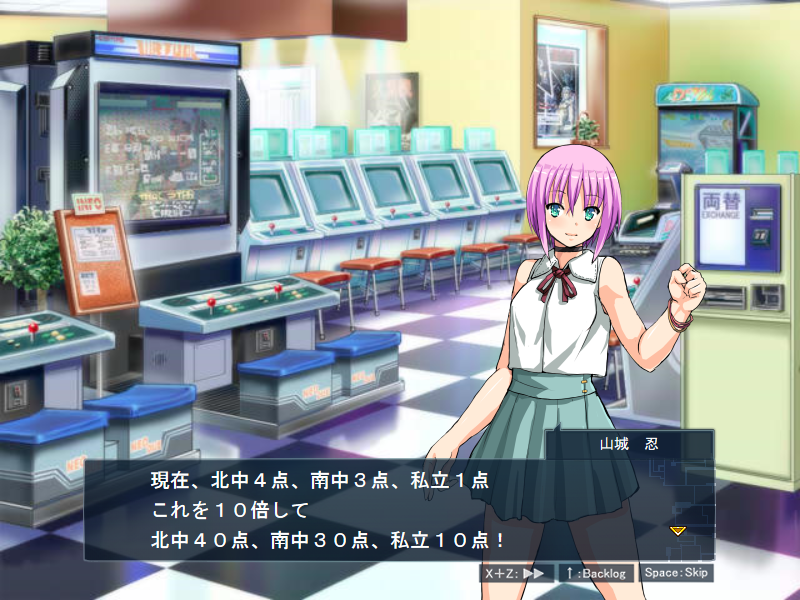 INFO
両替
EXCHANGE
山城　忍
現在、北中４点、南中３点、私立１点
これを１０倍して
北中４０点、南中３０点、私立１０点！
X+Z:▶▶
↑:Backlog
Space:Skip